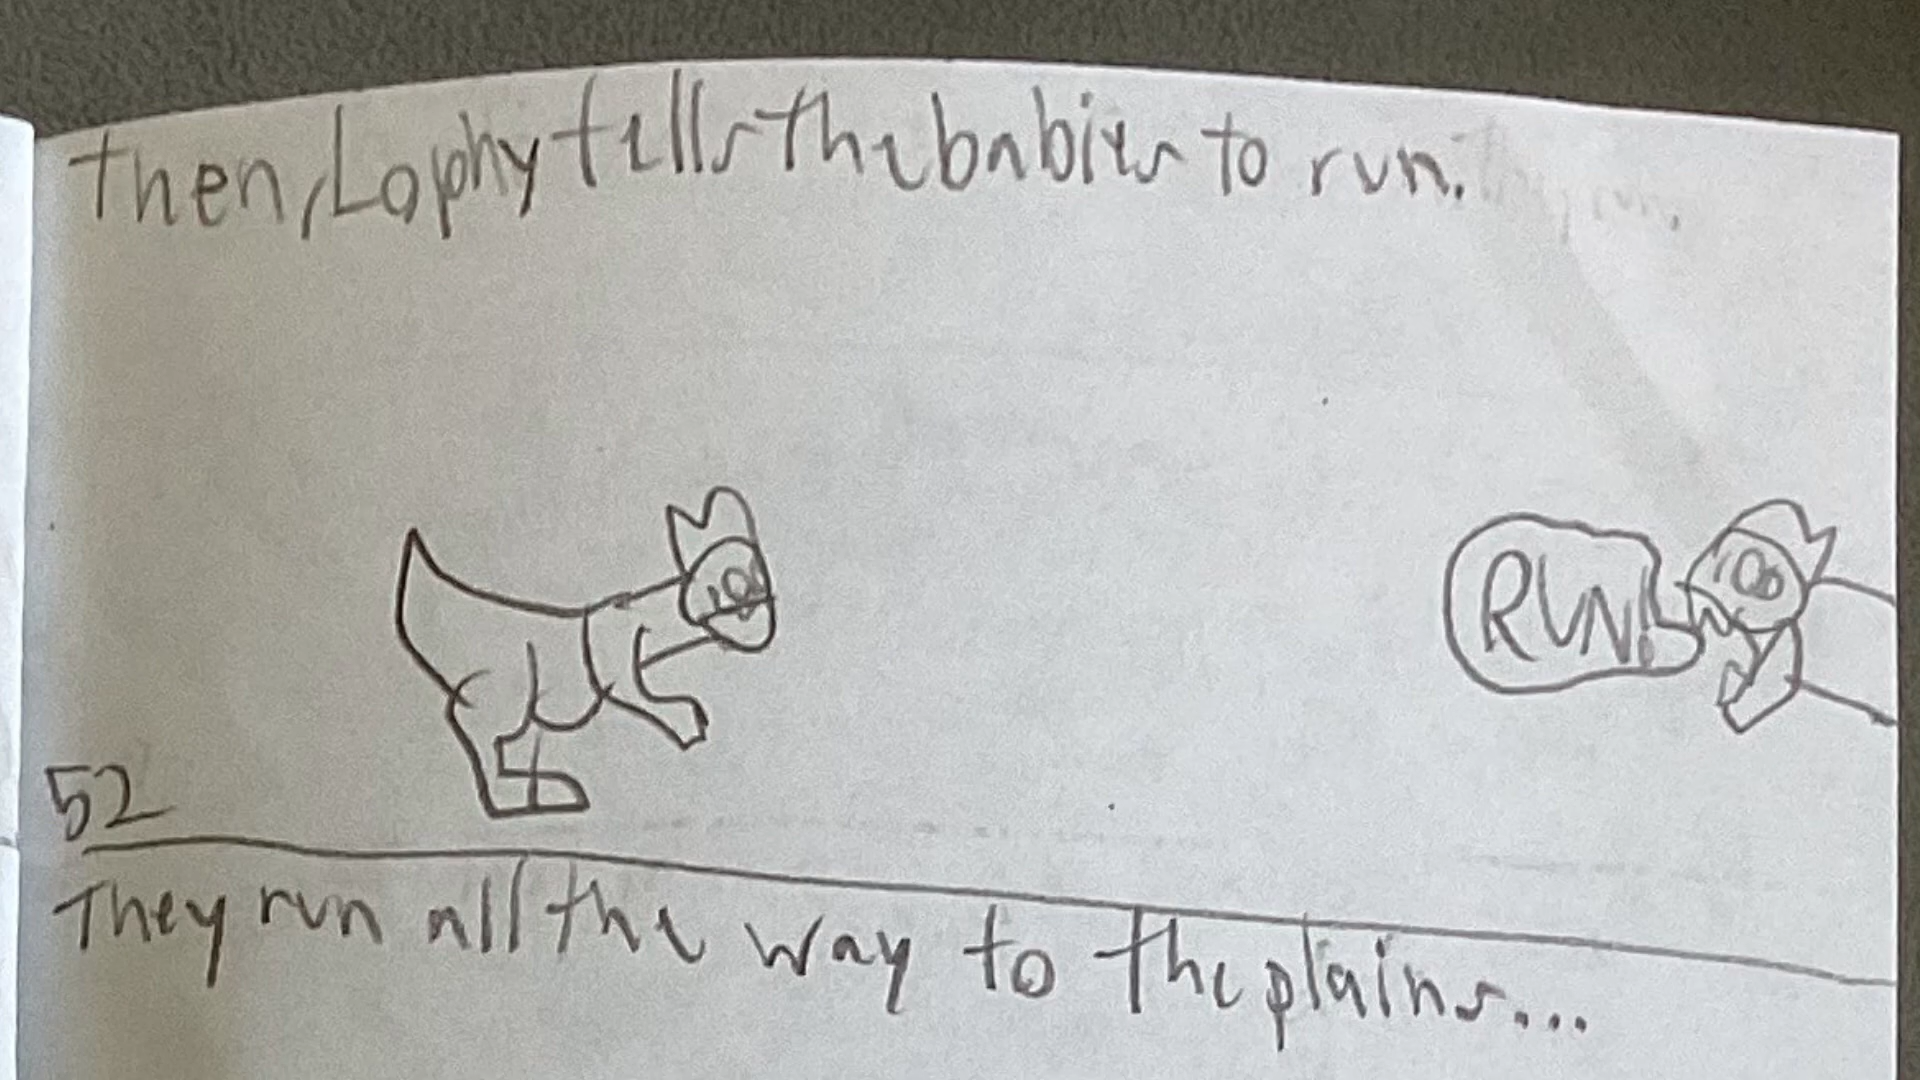 Then, Lophy tells the babies to run.
RUN!
52
They run all the way to the plains...